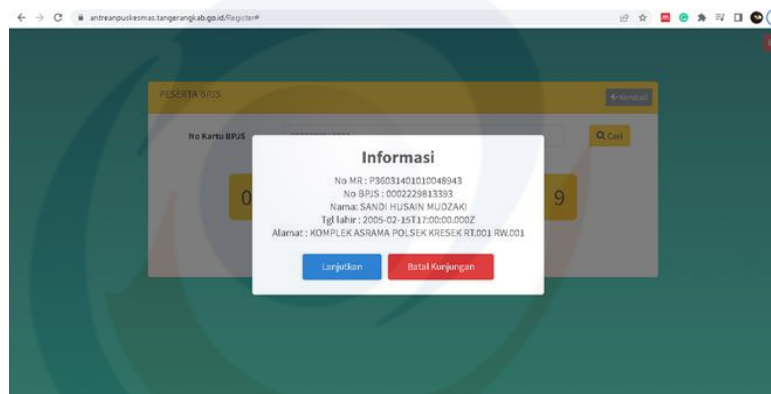 antreanpuskesmas.tangerangkab.go.id/Register#
PESERTA BPJS
Kembali
No Kartu BPJS
Cari
0
9
Informasi
No MR : P36031401010048943
No BPJS : 0002229813393
Nama: SANDI HUSAIN MUDZAKI
Tgl lahir : 2005-02-15T17:00:00.000Z
Alamat : KOMPLEK ASRAMA POLSEK KRESEK RT.001 RW.001
Lanjutkan
Batal Kunjungan